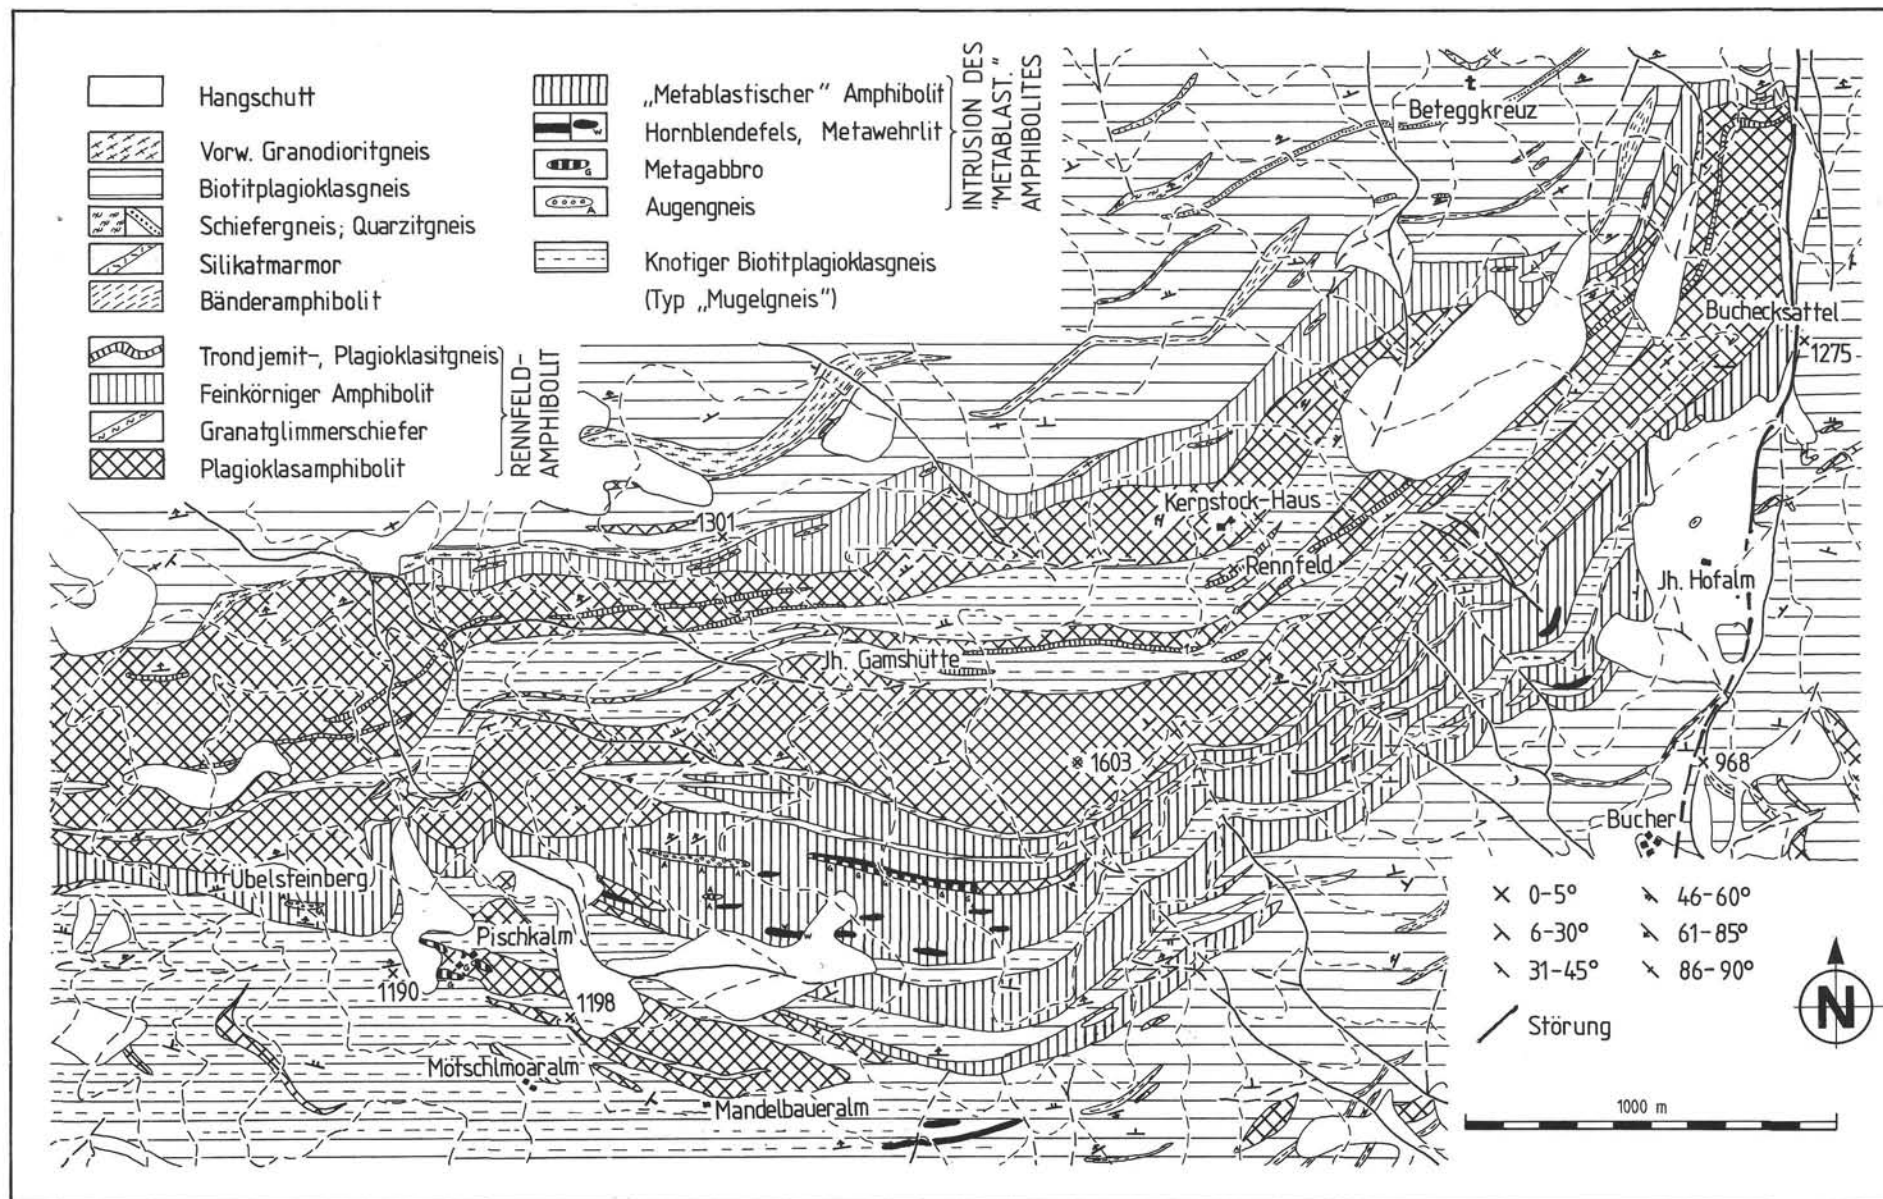 Hangschutt
Vorw. Granodioritgneis
Biotitplagioklasgneis
Schiefergneis; Quarzitgneis
Silikatmarmor
Bänderamphibolit
Trondjemit-, Plagioklasitgneis
Feinkörniger Amphibolit
Granatglimmerschiefer
Plagioklasamphibolit
RENNFELD-
AMPHIBOLIT
„Metablastischer” Amphibolit
Hornblendefels, Metawehrlit
Metagabbro
Augengneis
INTRUSION DES
"METABLAST."
AMPHIBOLITES
Knotiger Biotitplagioklasgneis
(Typ „Mugelgneis”)
W
G
A
Beteggkreuz
Buchecksattel
1275
Kernstock-Haus
1301
Rennfeld
Jh. Hofalm
Jh. Gamshütte
1603
968
Bücher
Übelsteinberg
Pischkalm
1190
1198
Mötschlmoaralm
Mandelbaueralm
0-5°
6-30°
31-45°
46-60°
61-85°
86-90°
Störung
N
1000 m